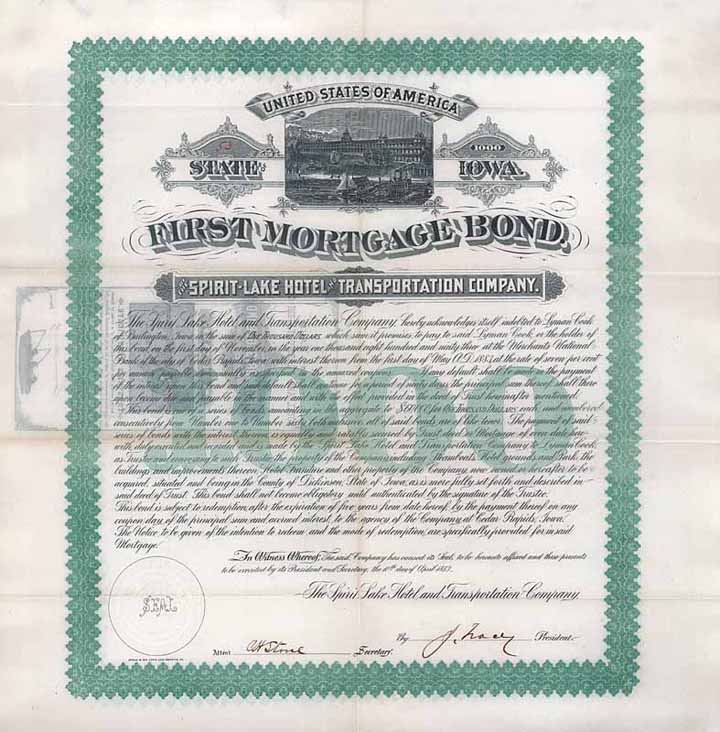 UNITED STATES OF AMERICA
STATE OF IOWA.
1000
FIRST MORTGAGE BOND,
SPIRIT-LAKE HOTEL AND TRANSPORTATION COMPANY.
The Spirit Lake Hotel and Transportation Company, hereby acknowledges itself indebted to Lyman Cook
of Burlington, Iowa in the sum of ONE THOUSAND DOLLARS which sum it promises to pay to said Lyman Cook, or the holder of
this bond on the first day of November, in the year one thousand eight hundred and ninety three at the Merchants National
Bank of the city of Cedar Rapids, Iowa, with interest thereon from the first day of May A.D. 1883, at the rate of seven per cent
per annum payable semi annually as evidenced by the annexed coupons. If any default shall be made in the payment
of the interest upon this bond and said default shall continue for a period of ninety days, the principal sum thereof shall there
upon become due and payable in the manner and with the effect provided in the deed of trust hereinafter mentioned.
This bond is one of a series of bonds amounting in the aggregate to $60000 for ONE THOUSAND DOLLARS each, and numbered
consecutively from Number one to Number sixty, both inclusive, all of said bonds are of like tenor. The payment of said
series of bonds with the interest thereon, is equally and ratably secured by Trust deed or Mortgage of even date here
with, duly executed and delivered by the Spirit Lake Hotel and Transportation Company to Lyman Cook,
as Trustee, and conveying to such Trustee the property of the Company including Steamboats, Hotel grounds and Park, the
buildings and improvements thereon, Hotel furniture and other property of the Company now owned or hereafter to be
acquired, situated and being in the County of Dickinson, State of Iowa, as is more fully set forth and described in
said deed of Trust. This bond shall not become obligatory until authenticated by the signature of the Trustee.
This bond is subject to redemption after the expiration of five years from date hereof, by the payment thereof on any
coupon day of the principal sum and accrued interest, to the agency of the Company at Cedar Rapids, Iowa.
The Notice to be given of the intention to redeem and the mode of redemption, are specifically provided for in said
Mortgage.
In Witness Whereof, The said, Company has caused its Seal, to be hereunto affixed and these presents
to be executed by its President and Secretary, the 10th day of April 1883.
The Spirit Lake Hotel and Transportation Company.
SEAL
By J. Tracy President.
Attest A H Stone Secretary.
1000